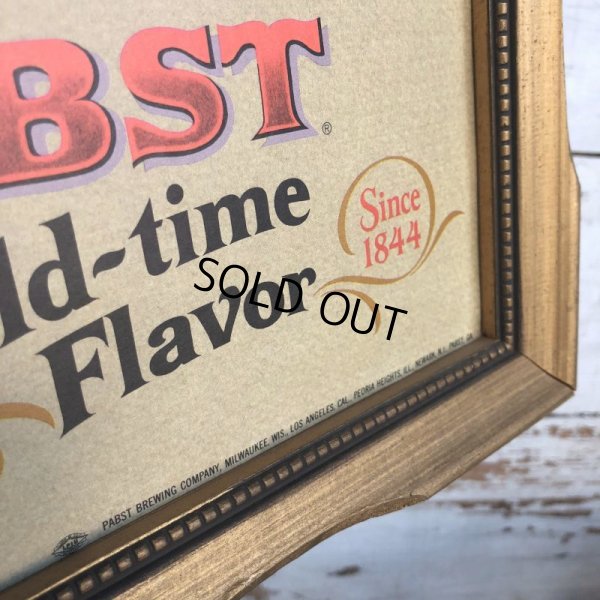 BST®
ld-time
Flavor
Since
1844
SOLD OUT
PABST BREWING COMPANY, MILWAUKEE, WIS., LOS ANGELES, CAL., PEORIA HEIGHTS, ILL., NEWARK, N.J., PABST, GA.